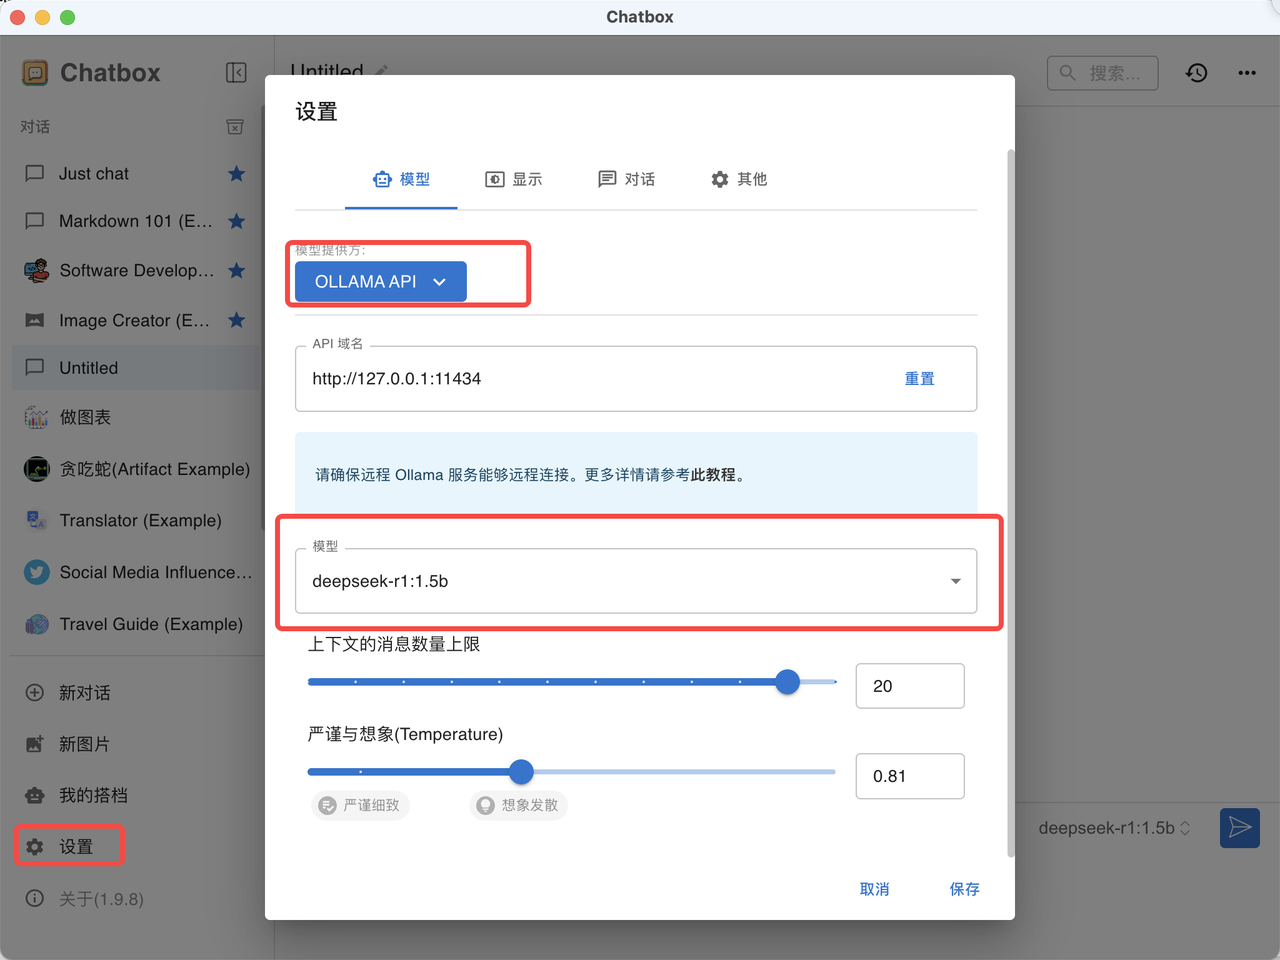 Chatbox
Chatbox
Untitled
搜索...
对话
Just chat
Markdown 101 (E...
Software Develop...
Image Creator (E...
Untitled
做图表
贪吃蛇(Artifact Example)
Translator (Example)
Social Media Influence...
Travel Guide (Example)
新对话
新图片
我的搭档
设置
关于(1.9.8)
设置
模型
显示
对话
其他
模型提供方:
OLLAMA API
API 域名
http://127.0.0.1:11434
重置
请确保远程 Ollama 服务能够远程连接。更多详情请参考此教程。
模型
deepseek-r1:1.5b
上下文的消息数量上限
20
严谨与想象(Temperature)
0.81
严谨细致
想象发散
取消
保存
deepseek-r1:1.5b